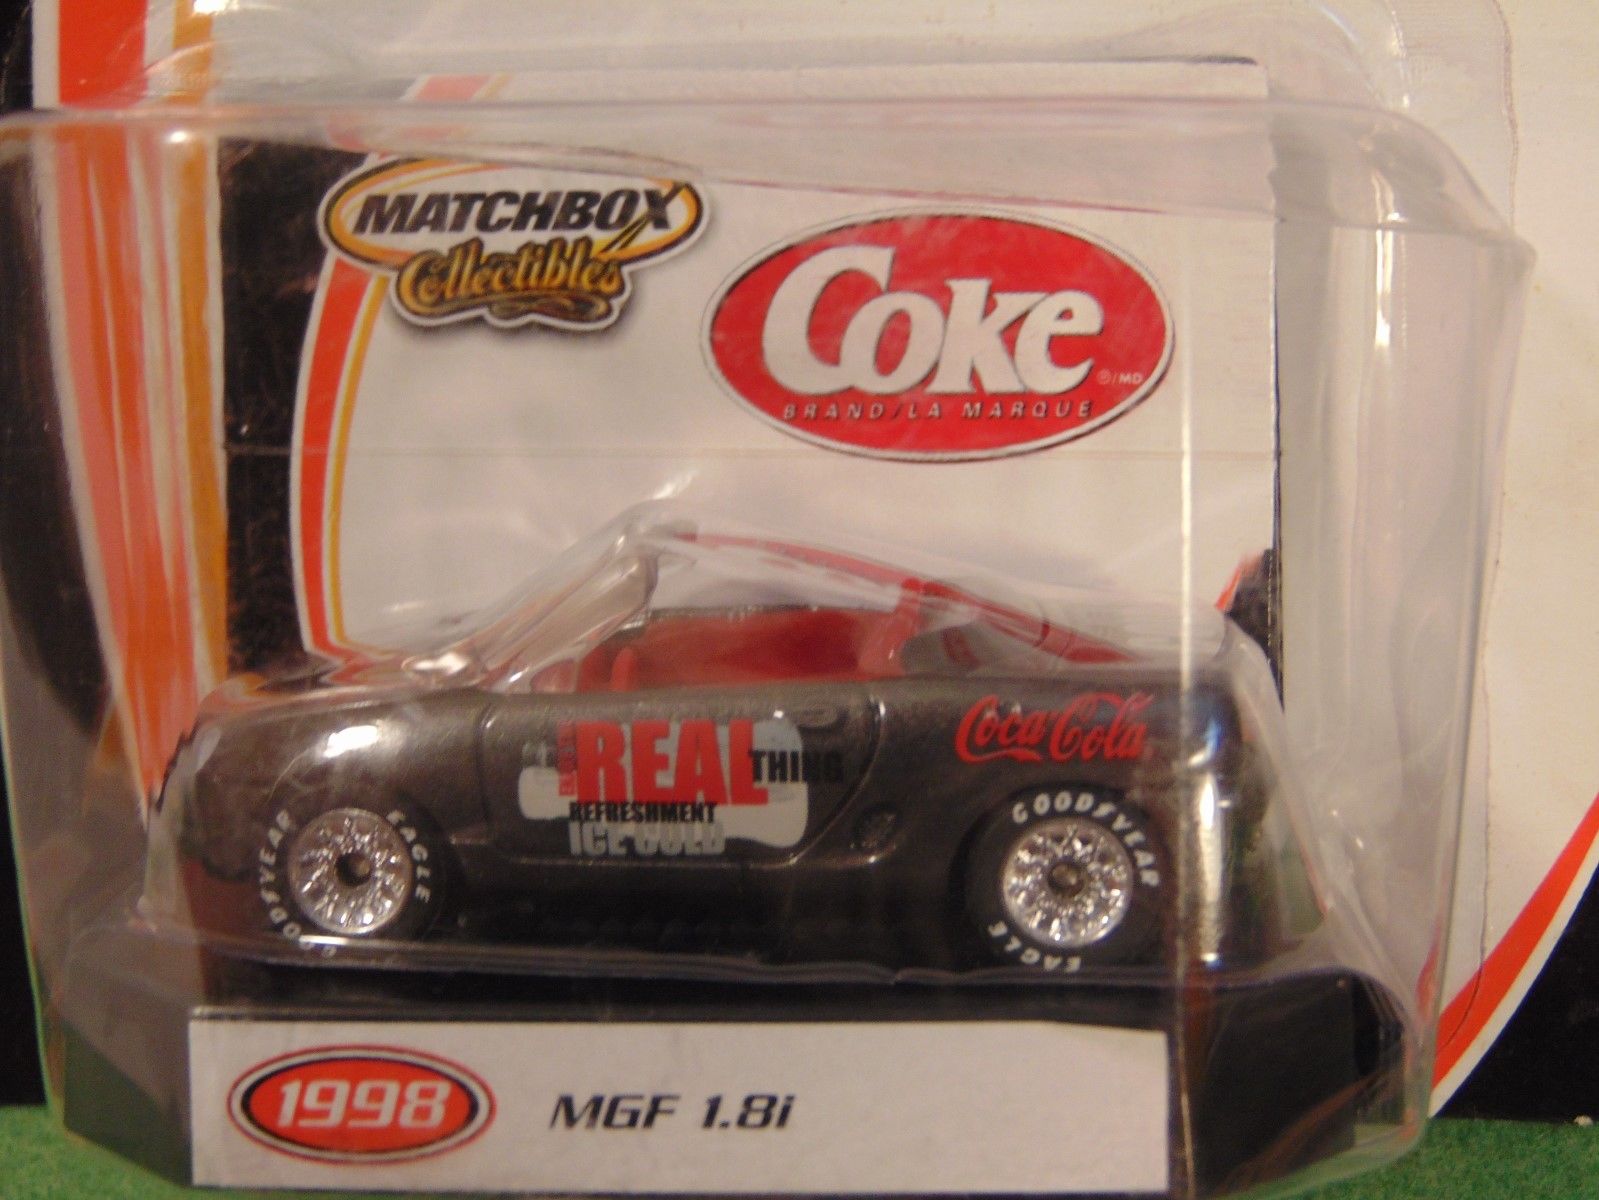 MATCHBOX
Collectibles
Coke
©/MD
BRAND/LA MARQUE
REAL
THING
REFRESHMENT
ICE COLD
Coca-Cola
GOODYEAR
EAGLE
GOODYEAR
EAGLE
1998
MGF 1.8i